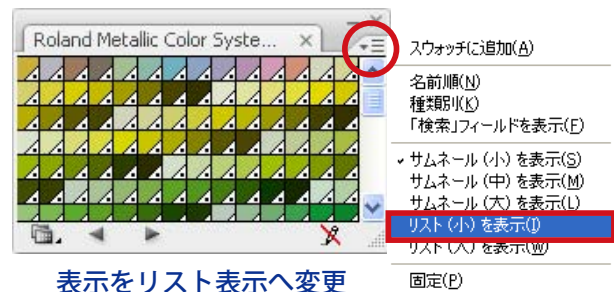 Roland Metallic Color Syste...
スウォッチに追加(A)
名前順(N)
種類別(K)
「検索」フィールドを表示(F)
サムネール (小) を表示(S)
サムネール (中) を表示(M)
サムネール (大) を表示(L)
リスト (小) を表示(I)
リスト (大) を表示(W)
固定(P)
表示をリスト表示へ変更